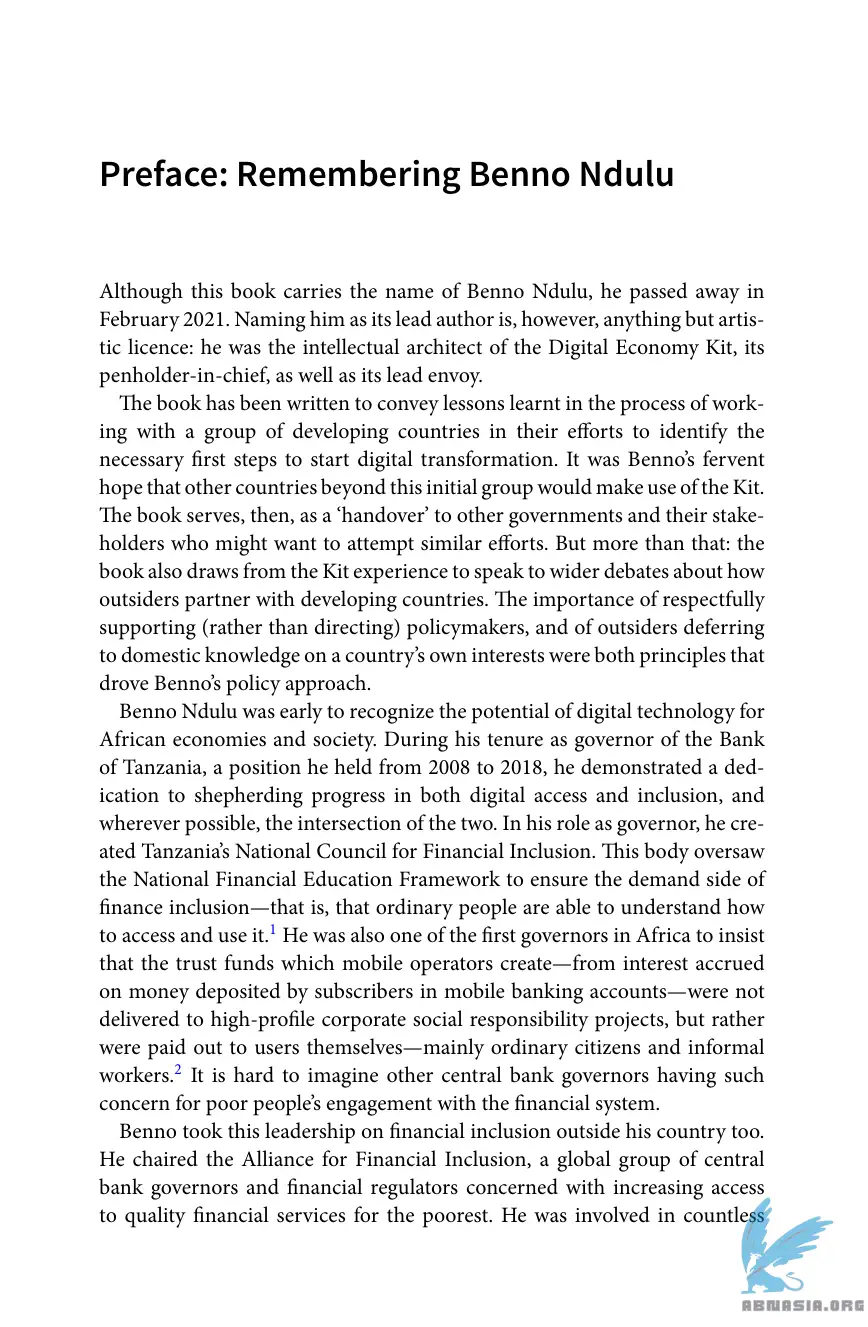 Preface: Remembering Benno Ndulu
Although this book carries the name of Benno Ndulu, he passed away in
February 2021. Naming him as its lead author is, however, anything but artis-
tic licence: he was the intellectual architect of the Digital Economy Kit, its
penholder-in-chief, as well as its lead envoy.
The book has been written to convey lessons learnt in the process of work-
ing with a group of developing countries in their efforts to identify the
necessary first steps to start digital transformation. It was Benno’s fervent
hope that other countries beyond this initial group would make use of the Kit.
The book serves, then, as a ‘handover’ to other governments and their stake-
holders who might want to attempt similar efforts. But more than that: the
book also draws from the Kit experience to speak to wider debates about how
outsiders partner with developing countries. The importance of respectfully
supporting (rather than directing) policymakers, and of outsiders deferring
to domestic knowledge on a country’s own interests were both principles that
drove Benno’s policy approach.
Benno Ndulu was early to recognize the potential of digital technology for
African economies and society. During his tenure as governor of the Bank
of Tanzania, a position he held from 2008 to 2018, he demonstrated a ded-
ication to shepherding progress in both digital access and inclusion, and
wherever possible, the intersection of the two. In his role as governor, he cre-
ated Tanzania’s National Council for Financial Inclusion. This body oversaw
the National Financial Education Framework to ensure the demand side of
finance inclusion—that is, that ordinary people are able to understand how
to access and use it.1 He was also one of the first governors in Africa to insist
that the trust funds which mobile operators create—from interest accrued
on money deposited by subscribers in mobile banking accounts—were not
delivered to high-profile corporate social responsibility projects, but rather
were paid out to users themselves—mainly ordinary citizens and informal
workers.2 It is hard to imagine other central bank governors having such
concern for poor people’s engagement with the financial system.
Benno took this leadership on financial inclusion outside his country too.
He chaired the Alliance for Financial Inclusion, a global group of central
bank governors and financial regulators concerned with increasing access
to quality financial services for the poorest. He was involved in countless
ABNASIA.ORG